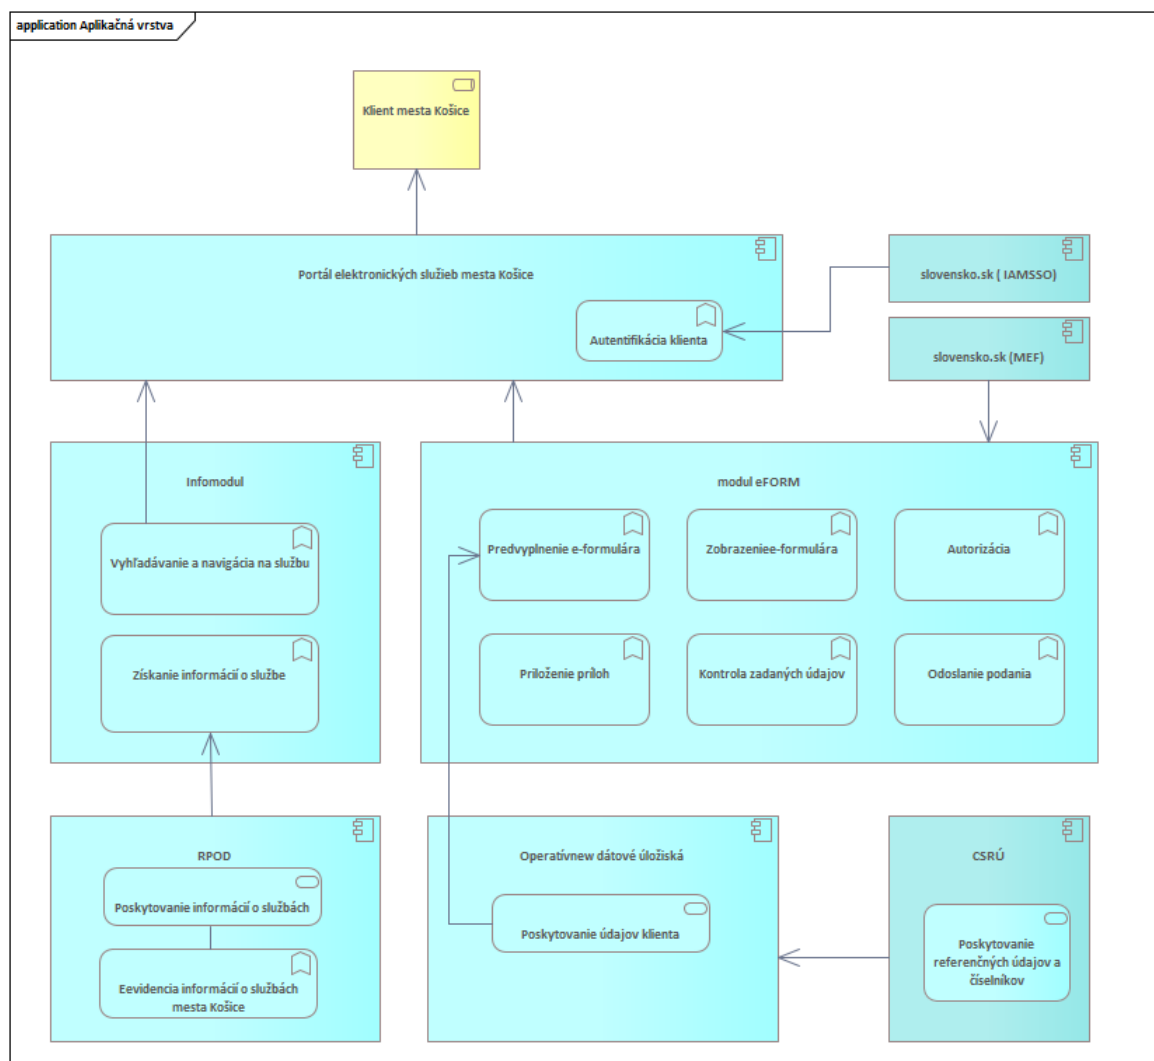 application Aplikačná vrstva
Klient mesta Košice
Portál elektronických služieb mesta Košice
Autentifikácia klienta
slovensko.sk ( IAMSSO)
slovensko.sk (MEF)
Infomodul
Vyhľadávanie a navigácia na službu
Získanie informácií o službe
modul eFORM
Predvyplnenie e-formulára
Zobrazeniee-formulára
Autorizácia
Priloženie príloh
Kontrola zadaných údajov
Odoslanie podania
RPOD
Poskytovanie informácií o službách
Eevidencia informácií o službách
mesta Košice
Operatívnew dátové úložiská
Poskytovanie údajov klienta
CSRÚ
Poskytovanie
referenčných údajov a
číselníkov